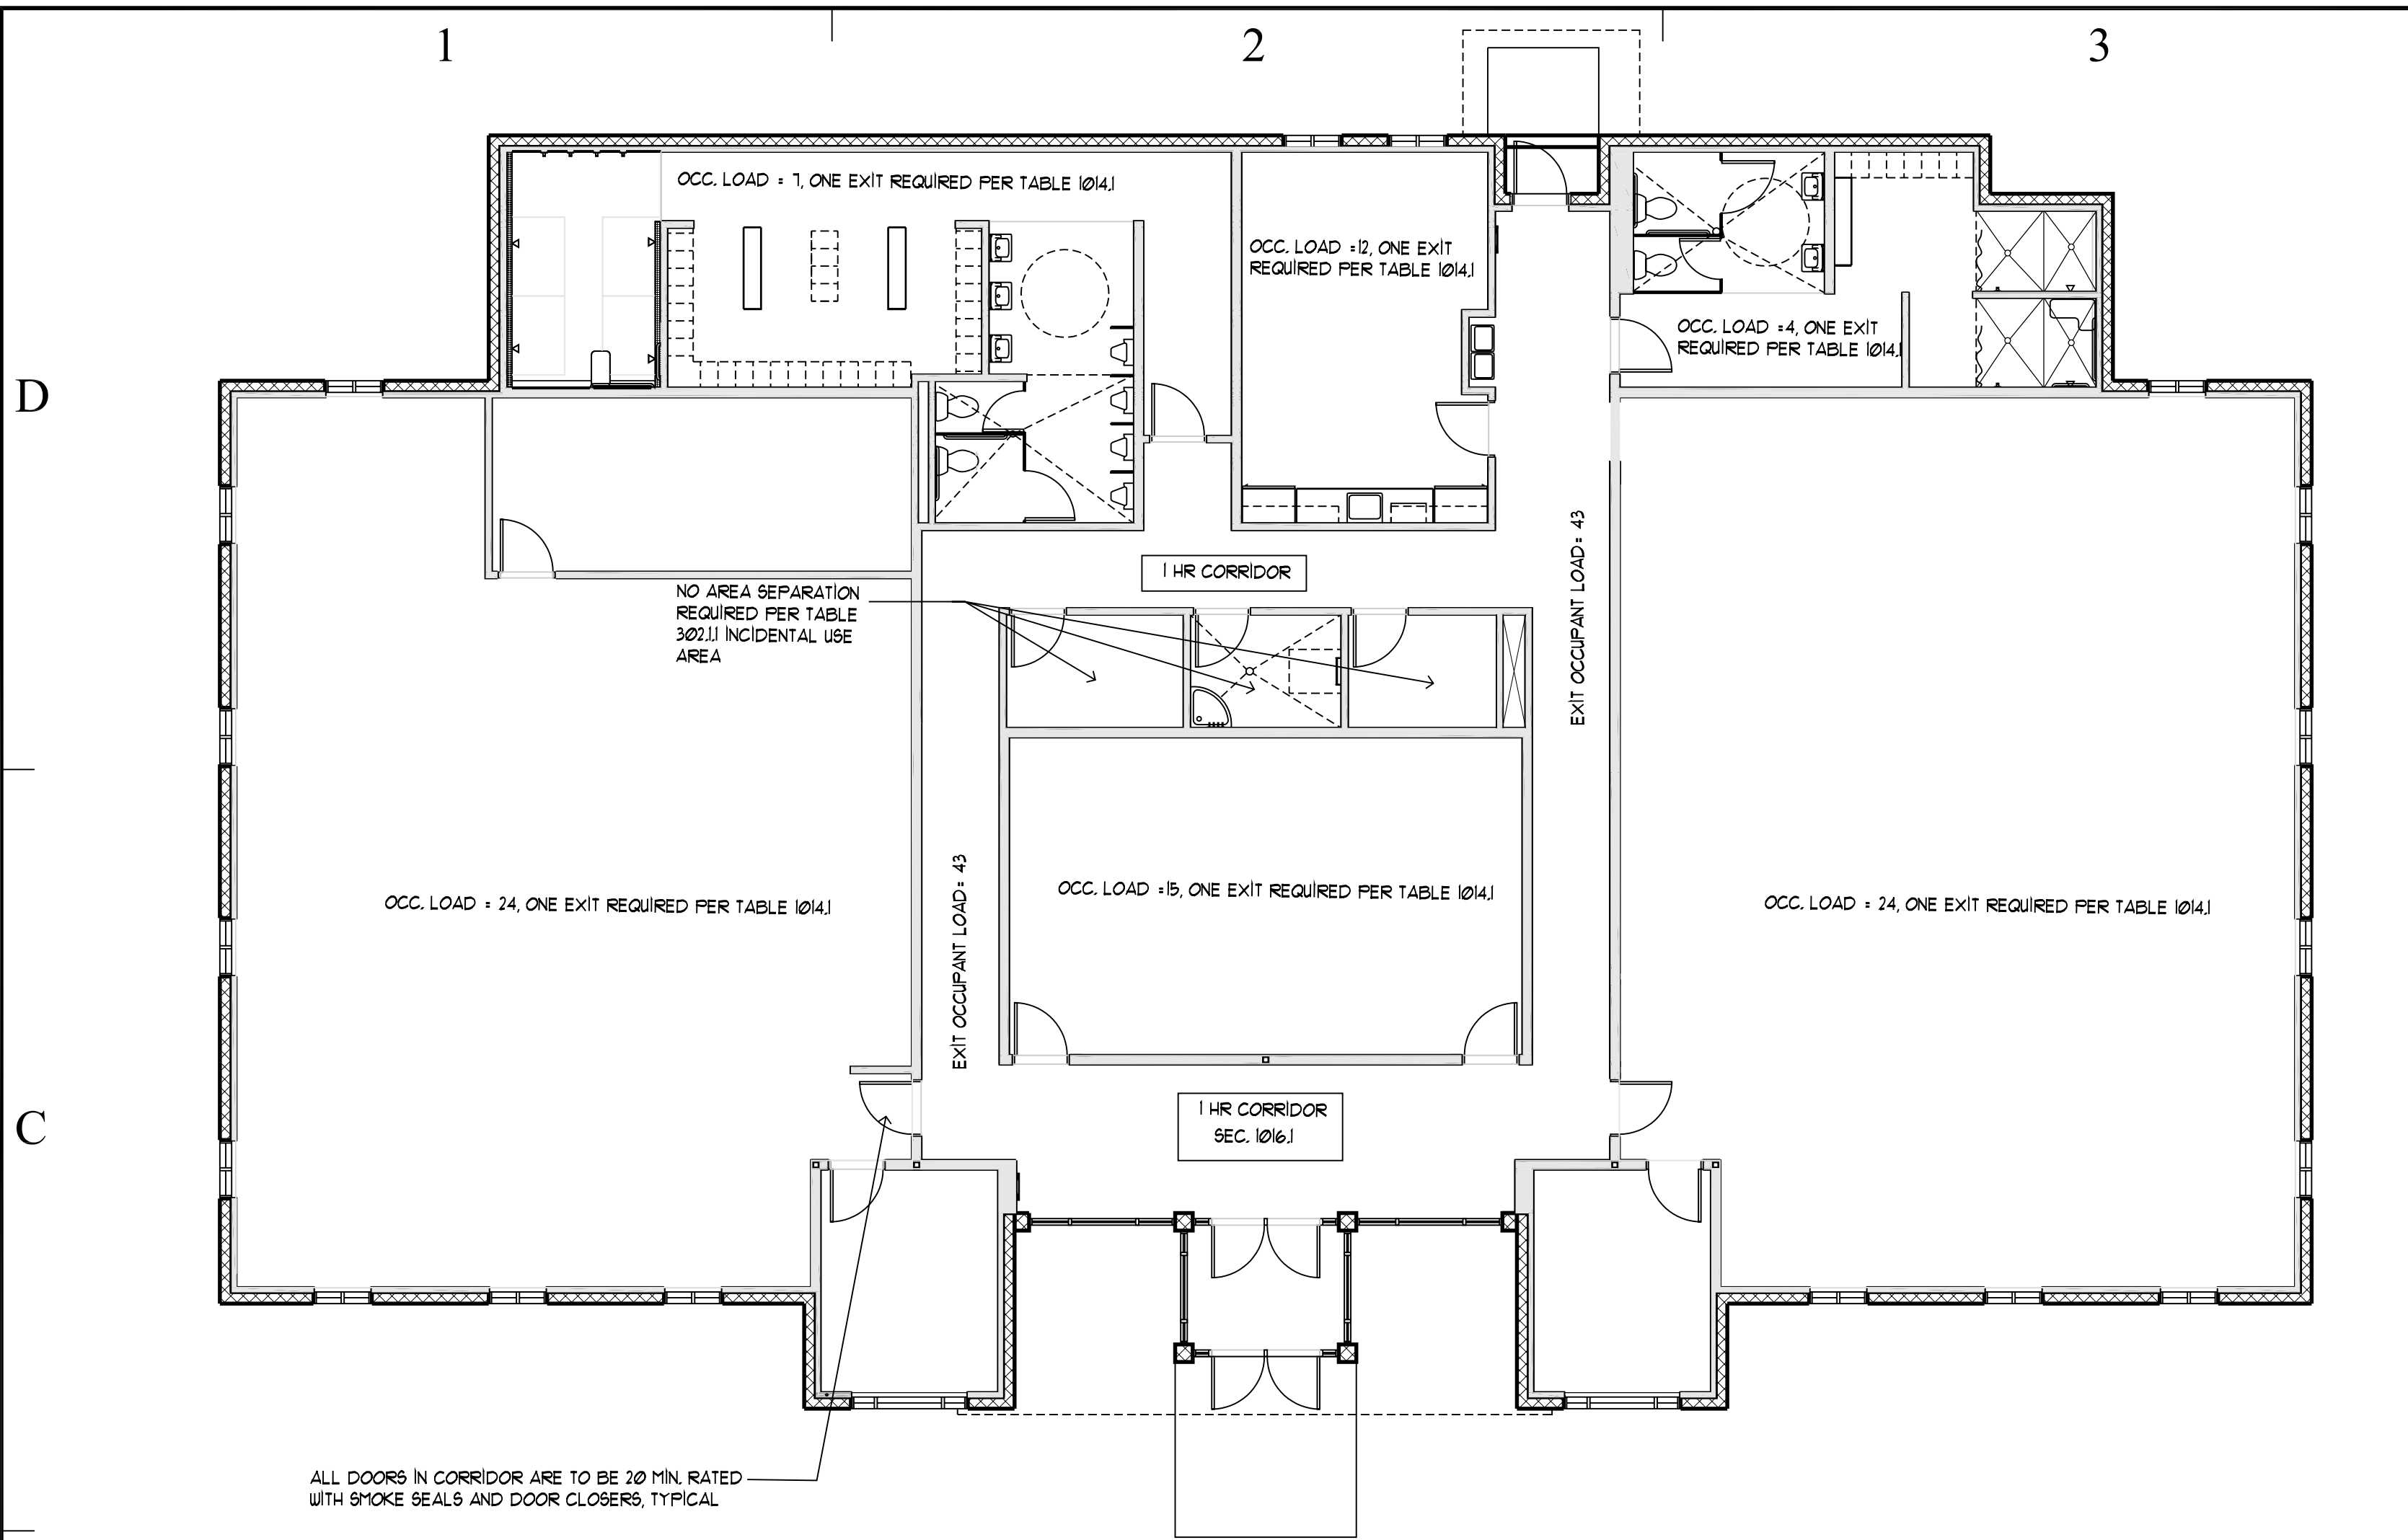 1
2
3
OCC. LOAD = 7, ONE EXIT REQUIRED PER TABLE 1014.1
OCC. LOAD =12, ONE EXIT
REQUIRED PER TABLE 1014.1
OCC. LOAD =4, ONE EXIT
REQUIRED PER TABLE 1014.1
D
1 HR CORRIDOR
EXIT OCCUPANT LOAD= 43
NO AREA SEPARATION
REQUIRED PER TABLE
302.1.1 INCIDENTAL USE
AREA
OCC. LOAD = 24, ONE EXIT REQUIRED PER TABLE 1014.1
EXIT OCCUPANT LOAD= 43
OCC. LOAD =15, ONE EXIT REQUIRED PER TABLE 1014.1
OCC. LOAD = 24, ONE EXIT REQUIRED PER TABLE 1014.1
C
1 HR CORRIDOR
SEC. 1016.1
ALL DOORS IN CORRIDOR ARE TO BE 20 MIN. RATED
WITH SMOKE SEALS AND DOOR CLOSERS, TYPICAL